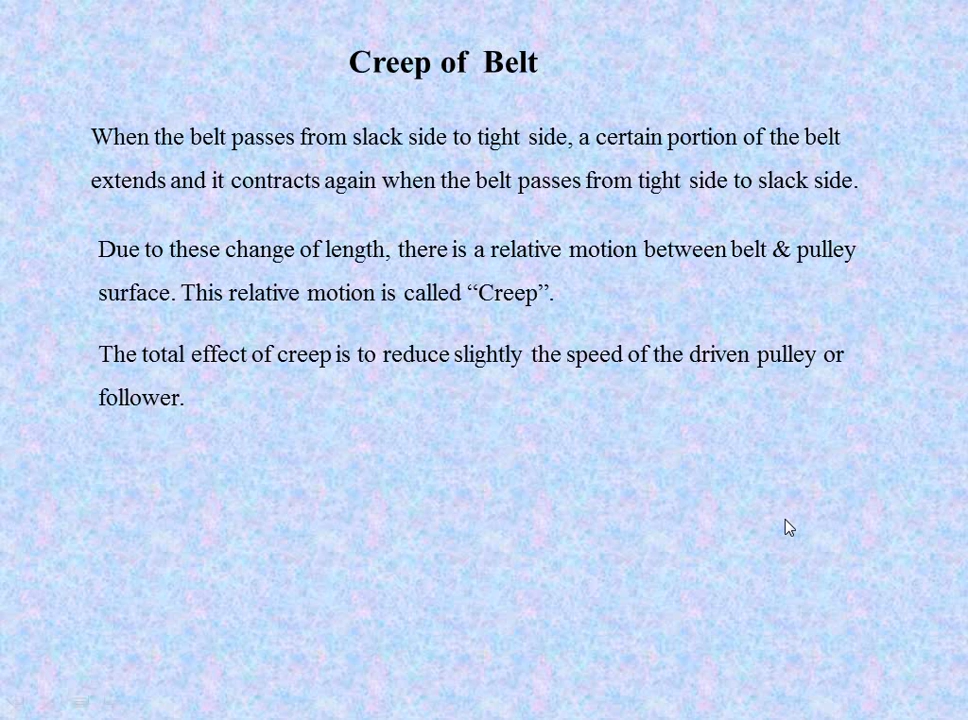 Creep of Belt
When the belt passes from slack side to tight side, a certain portion of the belt
extends and it contracts again when the belt passes from tight side to slack side.
Due to these change of length, there is a relative motion between belt & pulley
surface. This relative motion is called “Creep”.
The total effect of creep is to reduce slightly the speed of the driven pulley or
follower.